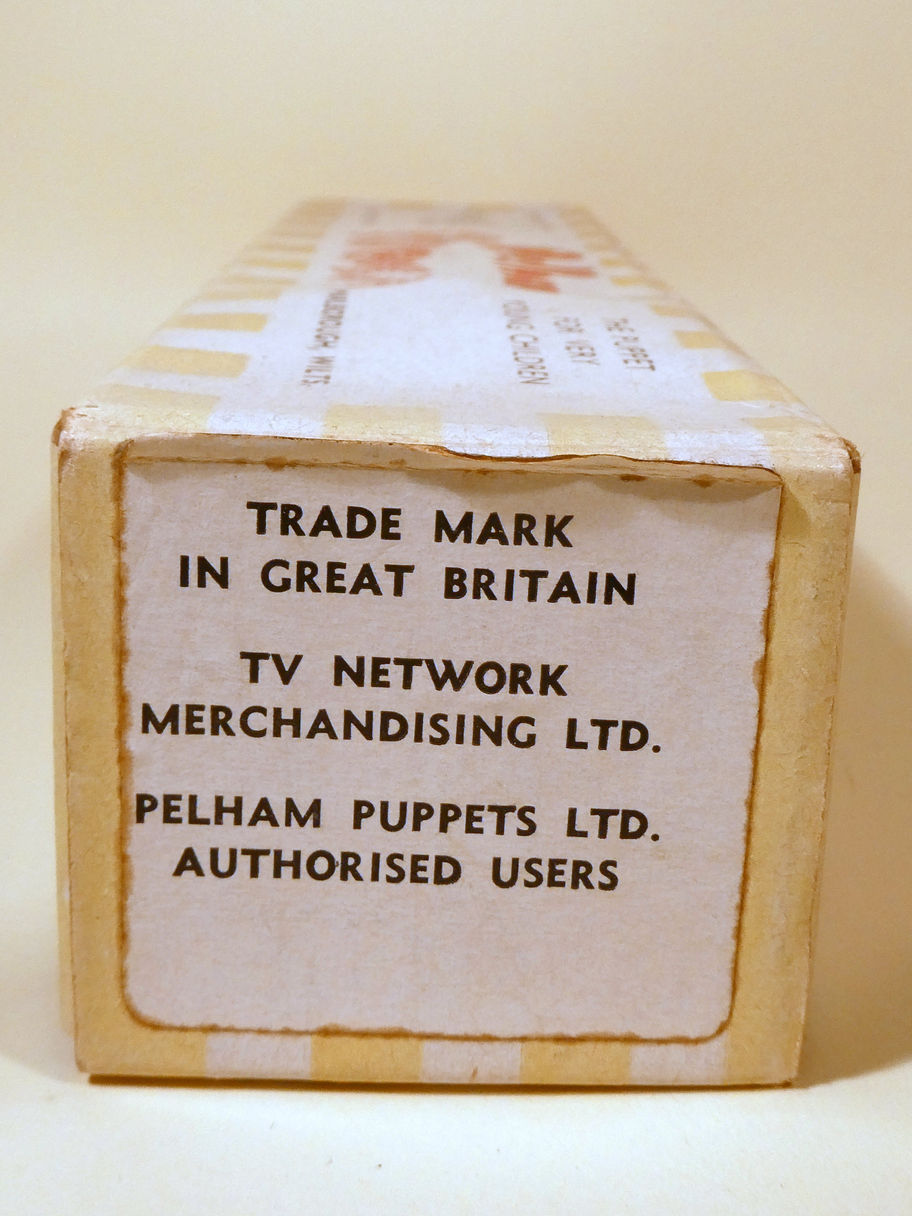 TRADE MARK
IN GREAT BRITAIN
TV NETWORK
MERCHANDISING LTD.
PELHAM PUPPETS LTD.
AUTHORISED USERS
THE PUPPET
FOR VERY
YOUNG CHILDREN
MARLBOROUGH, WILTS.